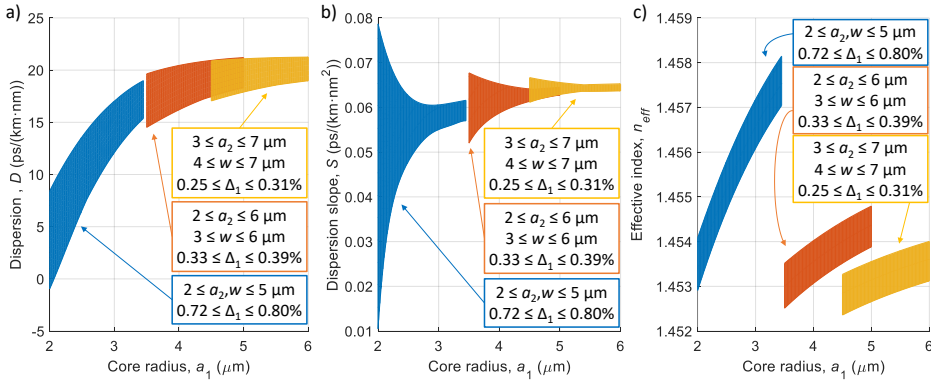 a)
25
20
15
10
5
0
-5
Dispersion , D (ps/(km·nm))
3 ≤ a2 ≤ 7 μm
4 ≤ w ≤ 7 μm
0.25 ≤ Δ1 ≤ 0.31%
2 ≤ a2 ≤ 6 μm
3 ≤ w ≤ 6 μm
0.33 ≤ Δ1 ≤ 0.39%
2 ≤ a2,w ≤ 5 μm
0.72 ≤ Δ1 ≤ 0.80%
2 3 4 5 6
Core radius, a1 (μm)
b)
0.08
0.07
0.06
0.05
0.04
0.03
0.02
0.01
Dispersion slope, S (ps/(km·nm2))
3 ≤ a2 ≤ 7 μm
4 ≤ w ≤ 7 μm
0.25 ≤ Δ1 ≤ 0.31%
2 ≤ a2 ≤ 6 μm
3 ≤ w ≤ 6 μm
0.33 ≤ Δ1 ≤ 0.39%
2 ≤ a2,w ≤ 5 μm
0.72 ≤ Δ1 ≤ 0.80%
2 3 4 5 6
Core radius, a1 (μm)
c)
1.459
1.458
1.457
1.456
1.455
1.454
1.453
1.452
Effective index, neff
2 ≤ a2,w ≤ 5 μm
0.72 ≤ Δ1 ≤ 0.80%
2 ≤ a2 ≤ 6 μm
3 ≤ w ≤ 6 μm
0.33 ≤ Δ1 ≤ 0.39%
3 ≤ a2 ≤ 7 μm
4 ≤ w ≤ 7 μm
0.25 ≤ Δ1 ≤ 0.31%
2 3 4 5 6
Core radius, a1 (μm)